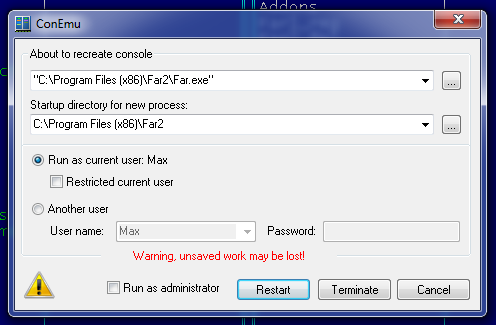 Addons
ConEmu
About to recreate console
"C:\Program Files (x86)\Far2\Far.exe"
...
Startup directory for new process:
C:\Program Files (x86)\Far2
...
Run as current user: Max
Restricted current user
Another user
User name: Max Password:
Warning, unsaved work may be lost!
Run as administrator Restart Terminate Cancel